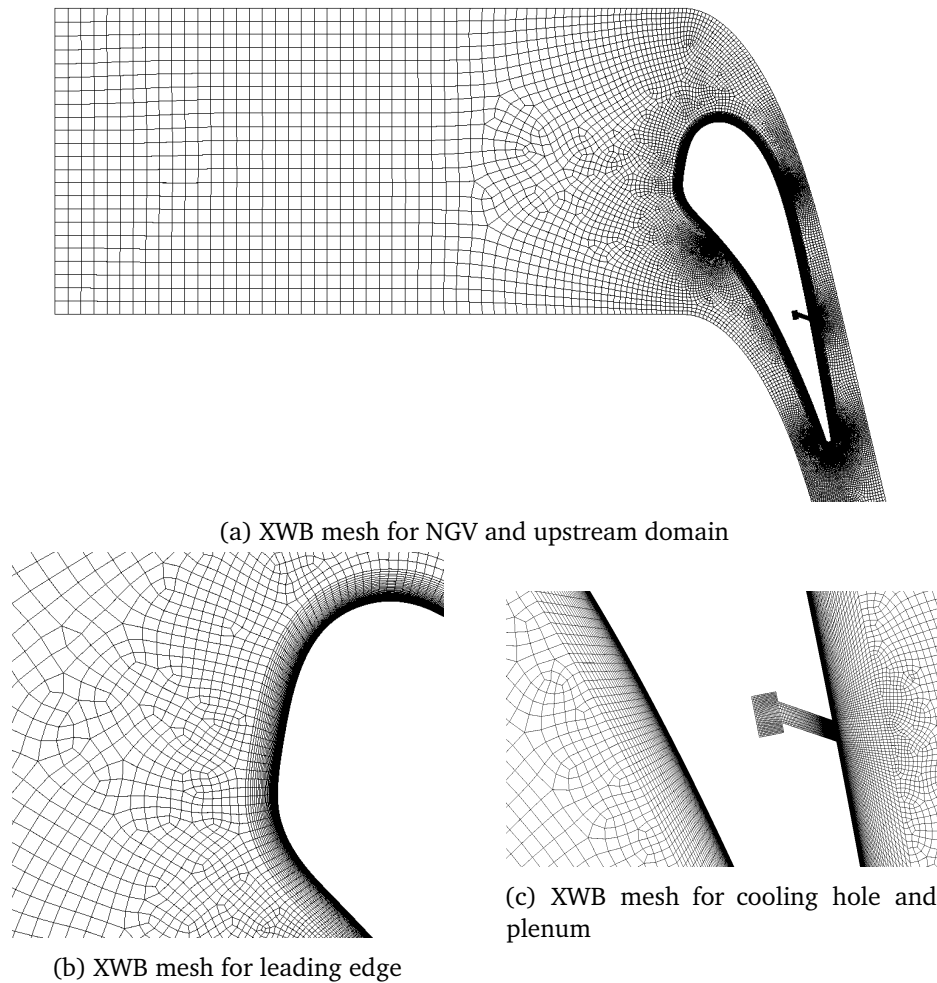 (a) XWB mesh for NGV and upstream domain
(b) XWB mesh for leading edge
(c) XWB mesh for cooling hole and
plenum